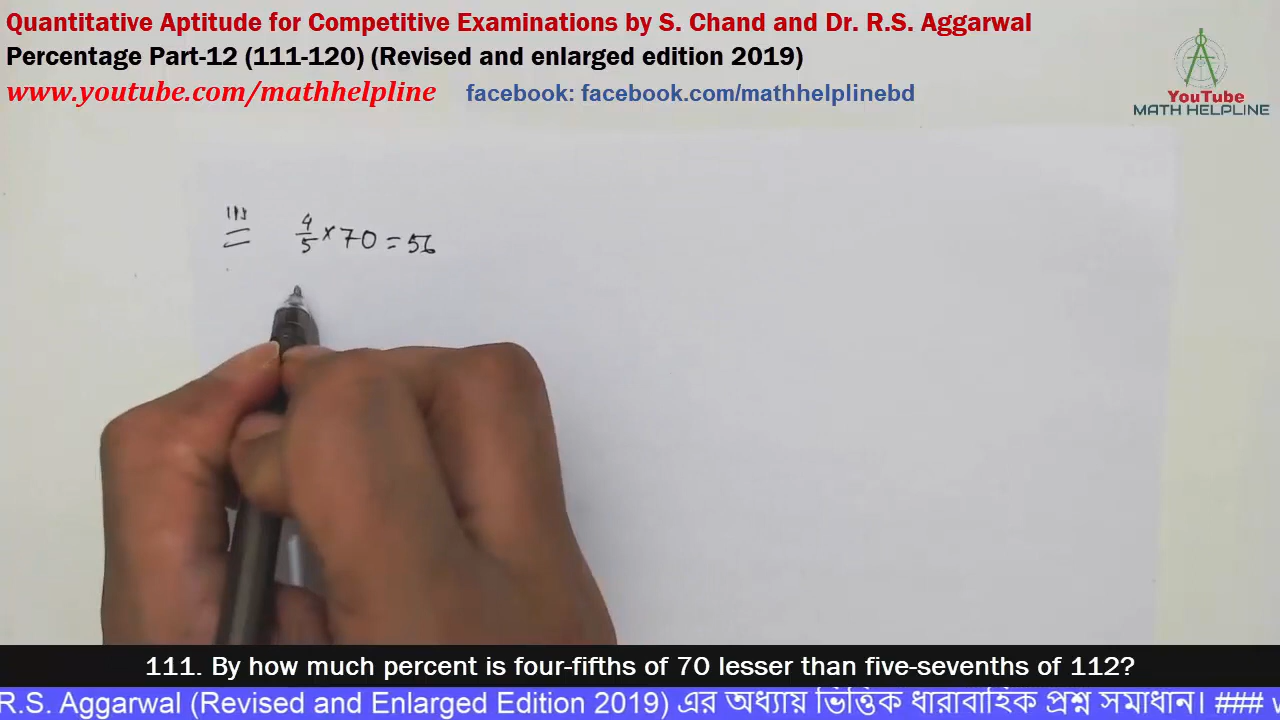 Quantitative Aptitude for Competitive Examinations by S. Chand and Dr. R.S. Aggarwal
Percentage Part-12 (111-120) (Revised and enlarged edition 2019)
www.youtube.com/mathhelpline facebook: facebook.com/mathhelplinebd
YouTube
MATH HELPLINE
111 4/5 × 70 = 56
111. By how much percent is four-fifths of 70 lesser than five-sevenths of 112?
R.S. Aggarwal (Revised and Enlarged Edition 2019) এর অধ্যায় ভিত্তিক ধারাবাহিক প্রশ্ন সমাধান। ###